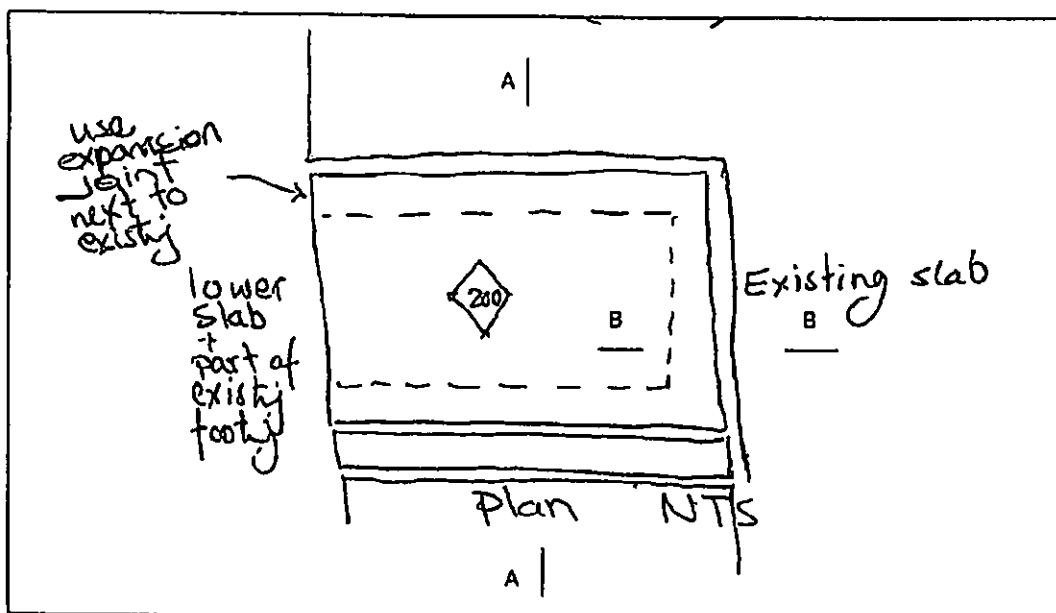 A
use
expansion
joint
next to
existing
lower
slab
+
part of
existing
footing
200
Existing slab
B
B
Plan NTS
A